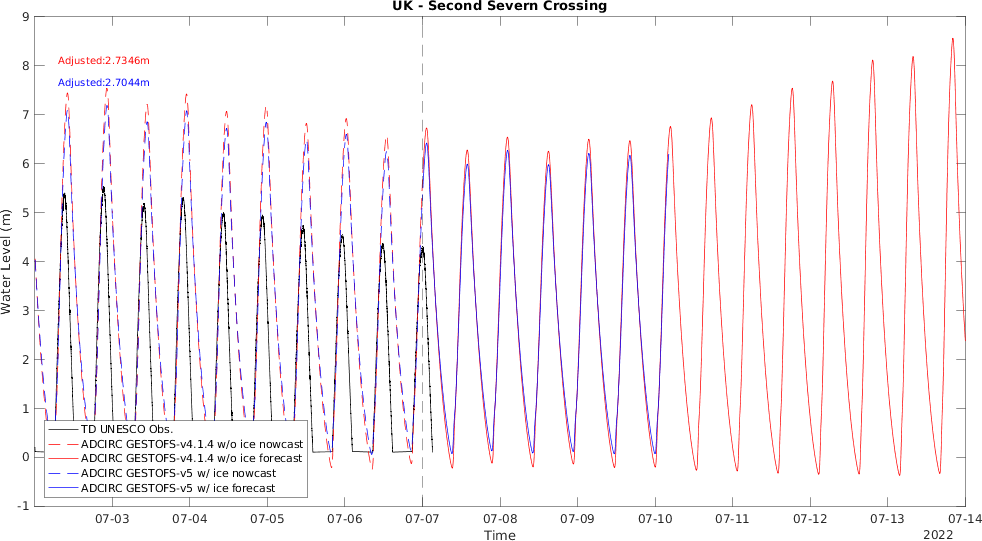 UK - Second Severn Crossing
9
8
7
6
5
4
3
2
1
0
-1
Water Level (m)
Adjusted:2.7346m
Adjusted:2.7044m
TD UNESCO Obs.
ADCIRC GESTOFS-v4.1.4 w/o ice nowcast
ADCIRC GESTOFS-v4.1.4 w/o ice forecast
ADCIRC GESTOFS-v5 w/ ice nowcast
ADCIRC GESTOFS-v5 w/ ice forecast
07-03 07-04 07-05 07-06 07-07 07-08 07-09 07-10 07-11 07-12 07-13 07-14
Time
2022